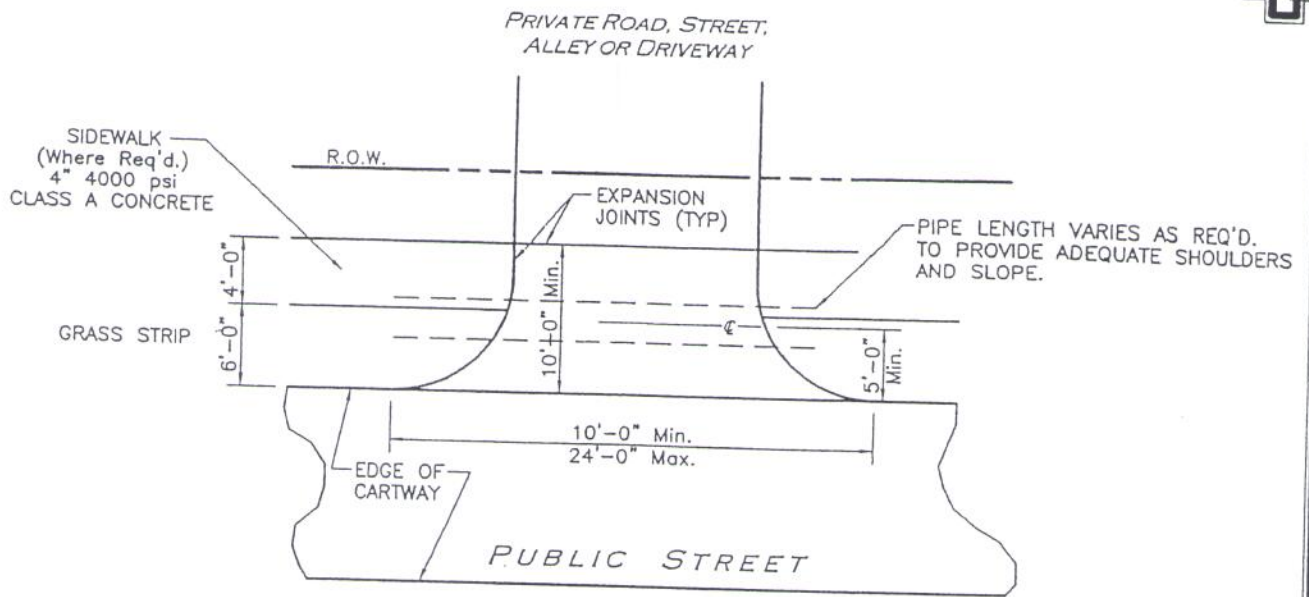 PRIVATE ROAD, STREET,
ALLEY OR DRIVEWAY
SIDEWALK
(Where Req'd.)
4" 4000 psi
CLASS A CONCRETE
R.O.W.
EXPANSION
JOINTS (TYP)
PIPE LENGTH VARIES AS REQ'D.
TO PROVIDE ADEQUATE SHOULDERS
AND SLOPE.
4'-0"
GRASS STRIP
6'-0"
10'-0" Min.
℄
5'-0"
Min.
10'-0" Min.
24'-0" Max.
EDGE OF
CARTWAY
PUBLIC STREET